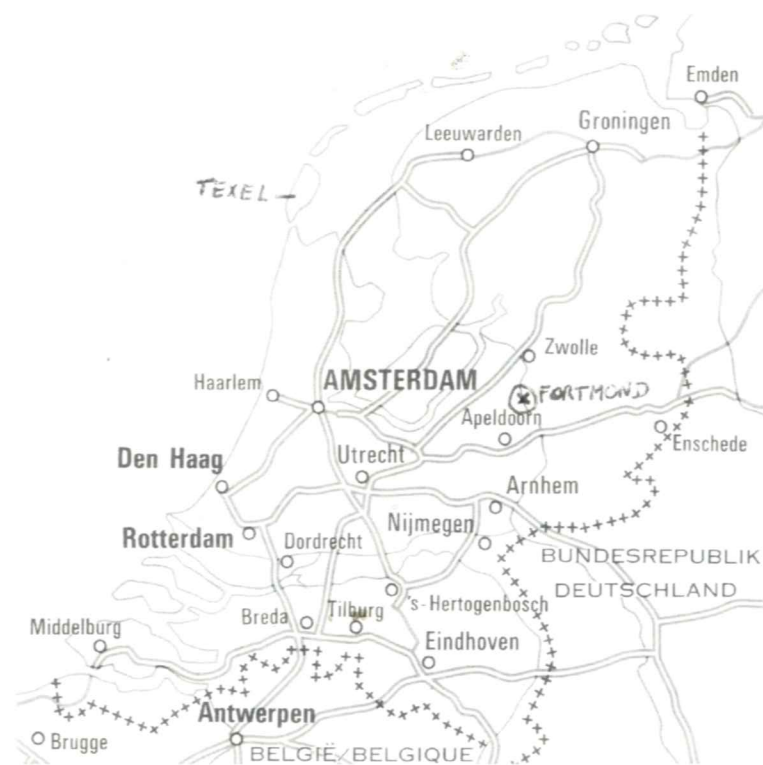 Emden
Groningen
Leeuwarden
TEXEL
Zwolle
Haarlem
AMSTERDAM
FORTMOND
Apeldoorn
Enschede
Den Haag
Utrecht
Arnhem
Rotterdam
Dordrecht
Nijmegen
BUNDESREPUBLIK
DEUTSCHLAND
's-Hertogenbosch
Breda
Tilburg
Middelburg
Eindhoven
Antwerpen
Brugge
BELGIË/BELGIQUE